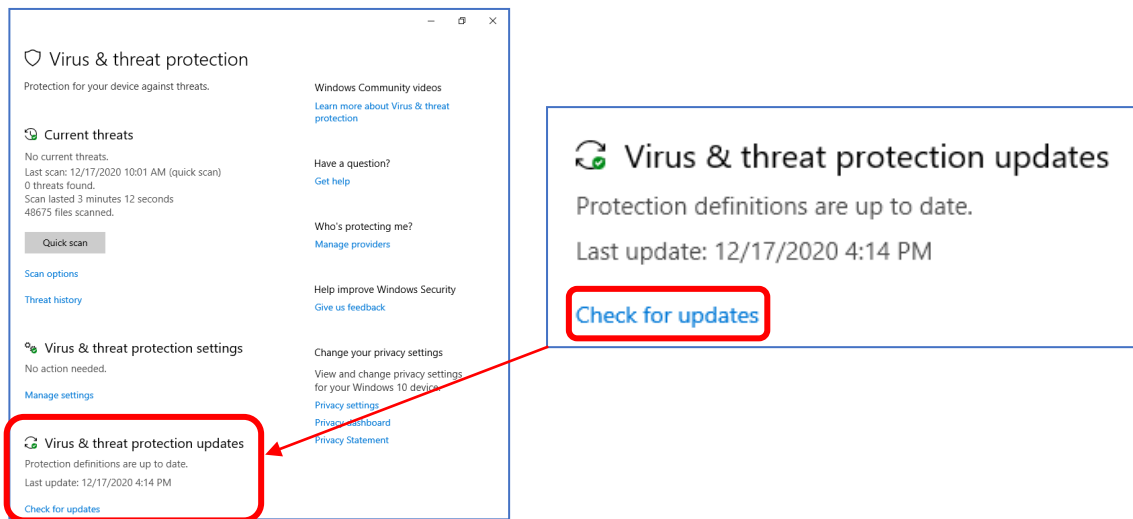 Virus & threat protection
Protection for your device against threats.
Current threats
No current threats.
Last scan: 12/17/2020 10:01 AM (quick scan)
0 threats found.
Scan lasted 3 minutes 12 seconds
48675 files scanned.
Quick scan
Scan options
Threat history
Virus & threat protection settings
No action needed.
Manage settings
Virus & threat protection updates
Protection definitions are up to date.
Last update: 12/17/2020 4:14 PM
Check for updates
Windows Community videos
Learn more about Virus & threat
protection
Have a question?
Get help
Who's protecting me?
Manage providers
Help improve Windows Security
Give us feedback
Change your privacy settings
View and change privacy settings
for your Windows 10 device.
Privacy settings
Privacy dashboard
Privacy Statement
Virus & threat protection updates
Protection definitions are up to date.
Last update: 12/17/2020 4:14 PM
Check for updates